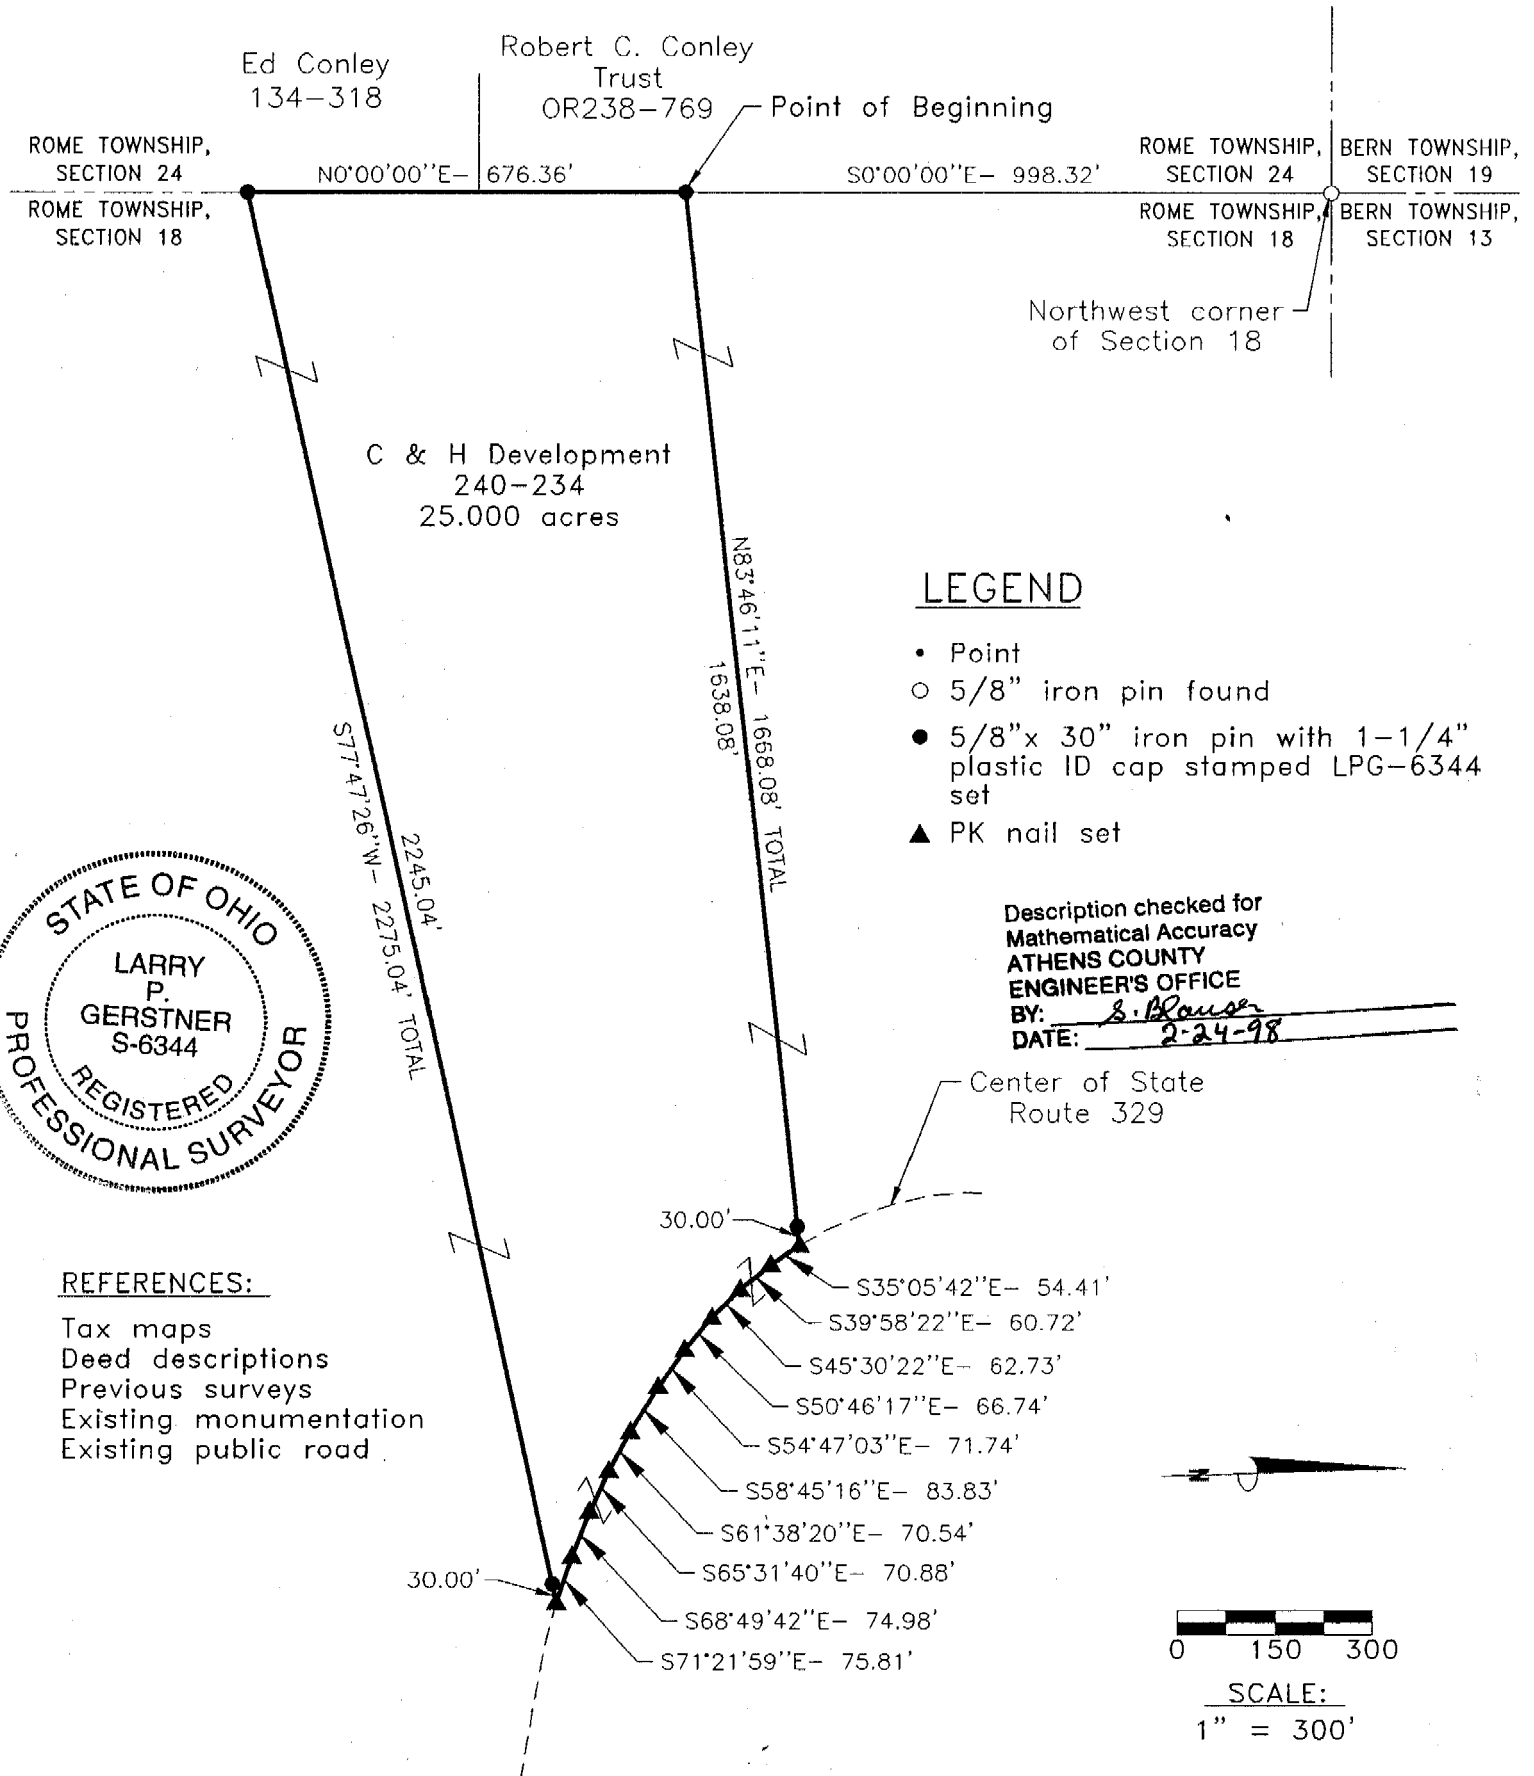 Ed Conley
134-318
Robert C. Conley
Trust
OR238-769
Point of Beginning
ROME TOWNSHIP,
SECTION 24
N0°00'00"E- 676.36'
S0°00'00"E- 998.32'
ROME TOWNSHIP,
SECTION 24
BERN TOWNSHIP,
SECTION 19
ROME TOWNSHIP,
SECTION 18
ROME TOWNSHIP,
SECTION 18
BERN TOWNSHIP,
SECTION 13
Northwest corner
of Section 18
C & H Development
240-234
25.000 acres
N83°46'11"E- 1668.08' TOTAL
1638.08'
S77°47'26"W- 2275.04' TOTAL
2245.04'
LEGEND
• Point
○ 5/8" iron pin found
● 5/8"x 30" iron pin with 1-1/4"
plastic ID cap stamped LPG-6344
set
▲ PK nail set
STATE OF OHIO
LARRY
P.
GERSTNER
S-6344
REGISTERED
PROFESSIONAL SURVEYOR
Description checked for
Mathematical Accuracy
ATHENS COUNTY
ENGINEER'S OFFICE
BY: S. Blauser
DATE: 2-24-98
Center of State
Route 329
30.00'
S35°05'42"E- 54.41'
S39°58'22"E- 60.72'
S45°30'22"E- 62.73'
S50°46'17"E- 66.74'
S54°47'03"E- 71.74'
S58°45'16"E- 83.83'
S61°38'20"E- 70.54'
S65°31'40"E- 70.88'
S68°49'42"E- 74.98'
S71°21'59"E- 75.81'
30.00'
REFERENCES:
Tax maps
Deed descriptions
Previous surveys
Existing monumentation
Existing public road
N
0 150 300
SCALE:
1" = 300'